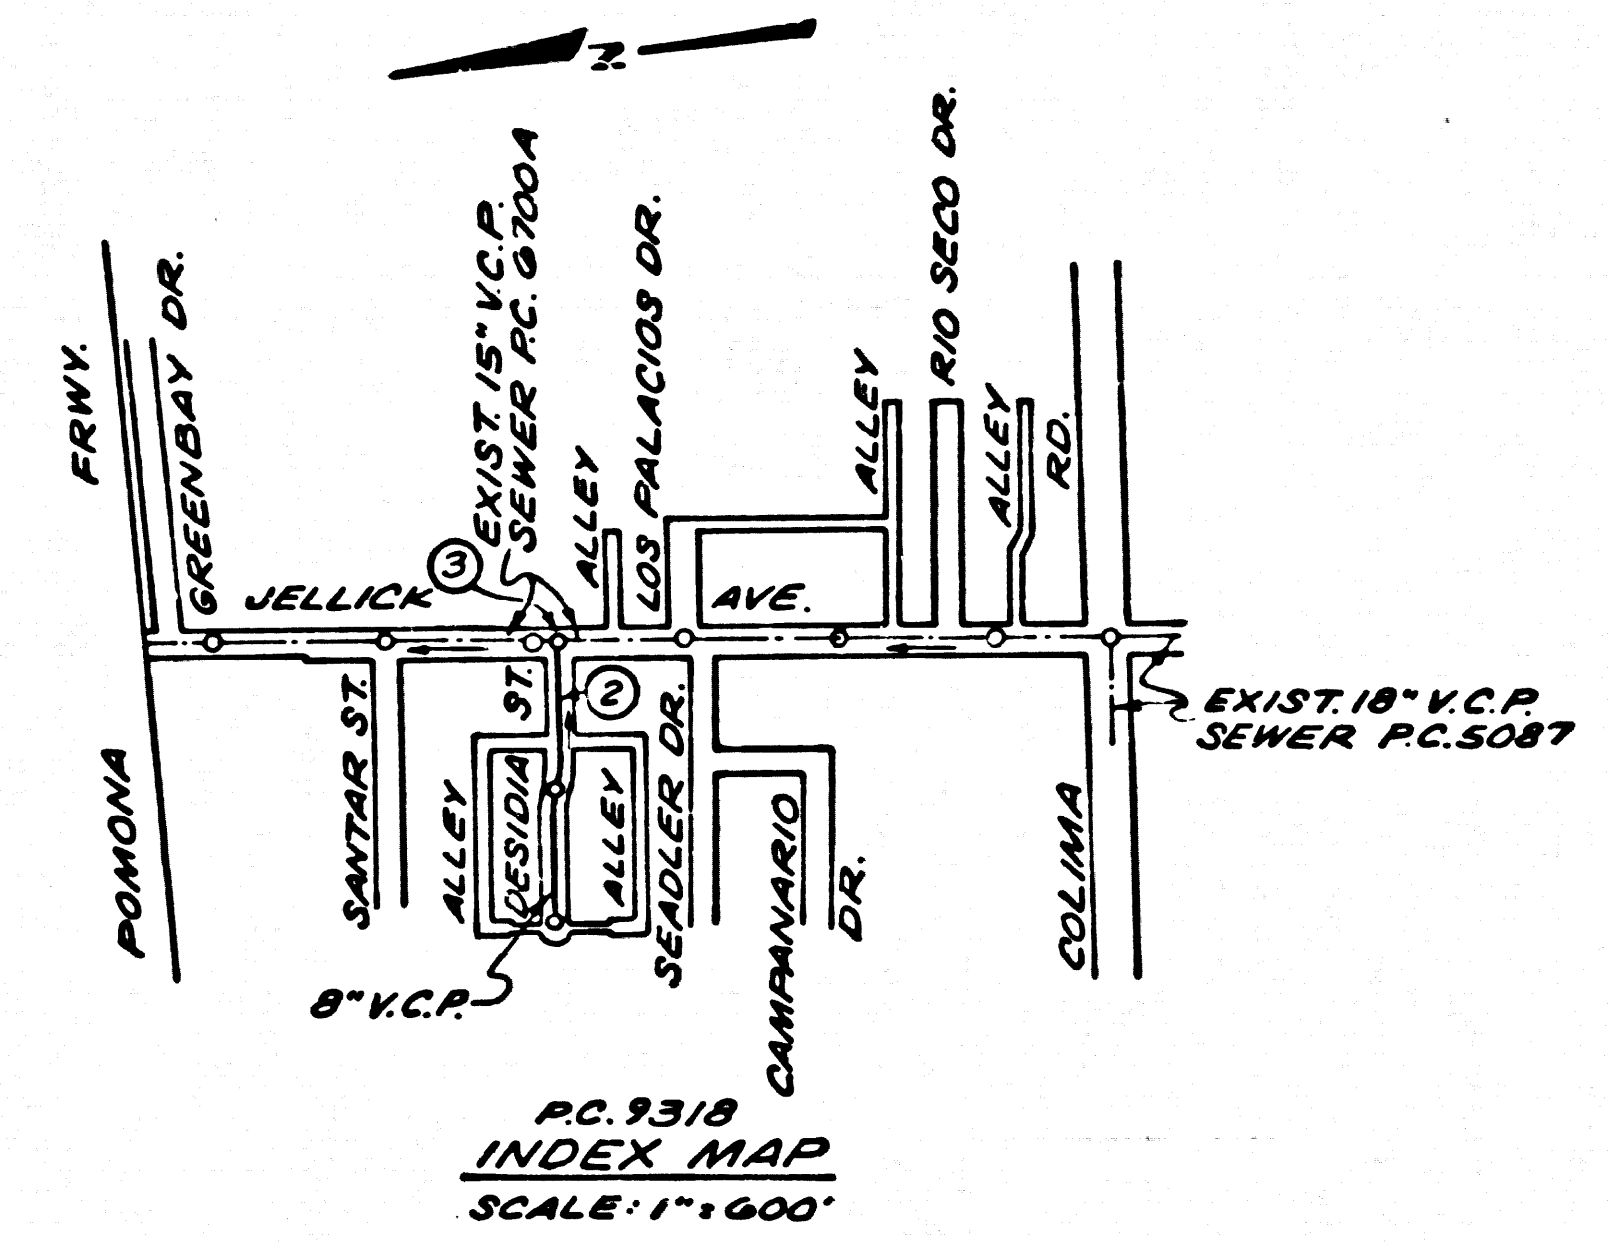 N
POMONA FRWY.
GREENBAY DR.
EXIST. 15" V.C.P.
SEWER P.C. 6700A
ALLEY
LOS PALACIOS DR.
ALLEY
RIO SECO DR.
ALLEY
COLIMA RD.
JELLICK AVE.
3
2
SANTAR ST.
ALLEY
DESIDIA ST.
ALLEY
SEADLER DR.
CAMPANARIO DR.
EXIST. 18" V.C.P.
SEWER P.C. 5087
8" V.C.P.
P.C. 9318
INDEX MAP
SCALE: 1" = 600'